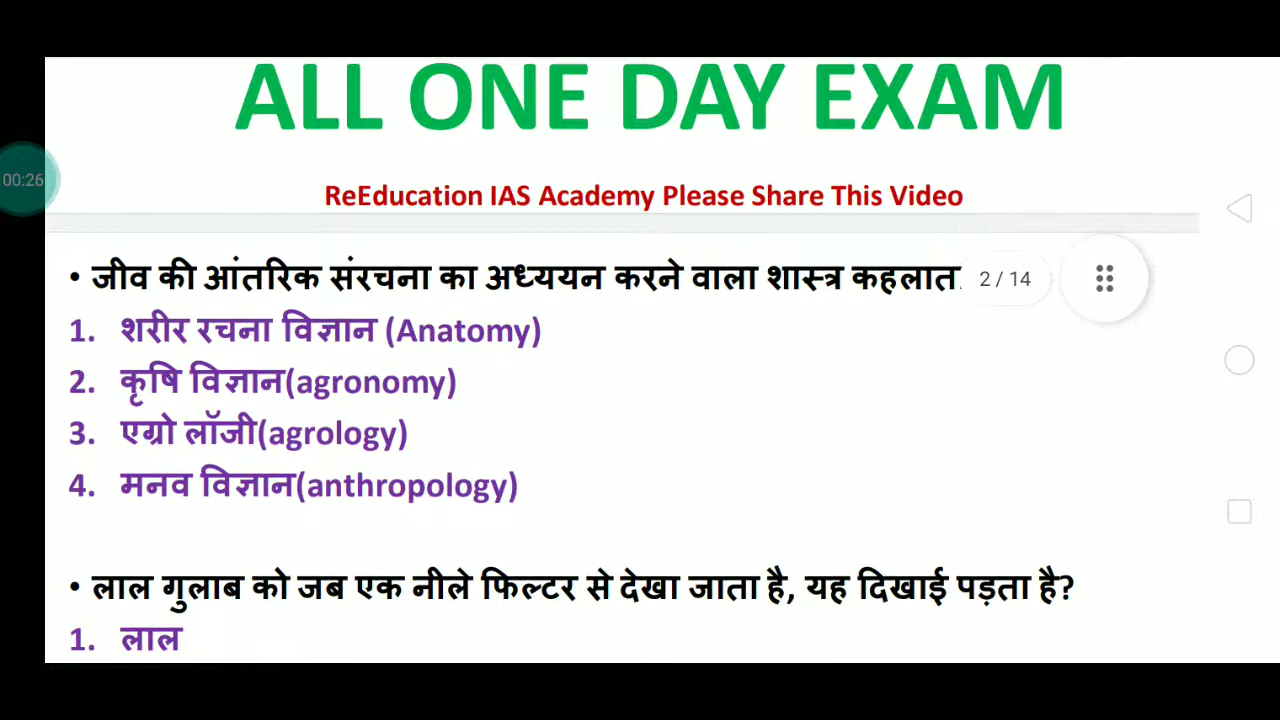 ALL ONE DAY EXAM
00:26
ReEducation IAS Academy Please Share This Video
• जीव की आंतरिक संरचना का अध्ययन करने वाला शास्त्र कहलाता
2 / 14
1. शरीर रचना विज्ञान (Anatomy)
2. कृषि विज्ञान(agronomy)
3. एग्रो लॉजी(agrology)
4. मनव विज्ञान(anthropology)
• लाल गुलाब को जब एक नीले फिल्टर से देखा जाता है, यह दिखाई पड़ता है?
1. लाल